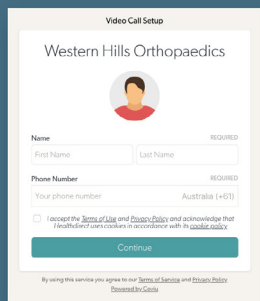 Video Call Setup
Western Hills Orthopaedics
Name REQUIRED
First Name Last Name
Phone Number REQUIRED
Your phone number Australia (+61)
I accept the Terms of Use and Privacy Policy and acknowledge that
Healthdirect uses cookies in accordance with its cookie policy
Continue
By using this service you agree to our Terms of Service and Privacy Policy
Powered by Coviu